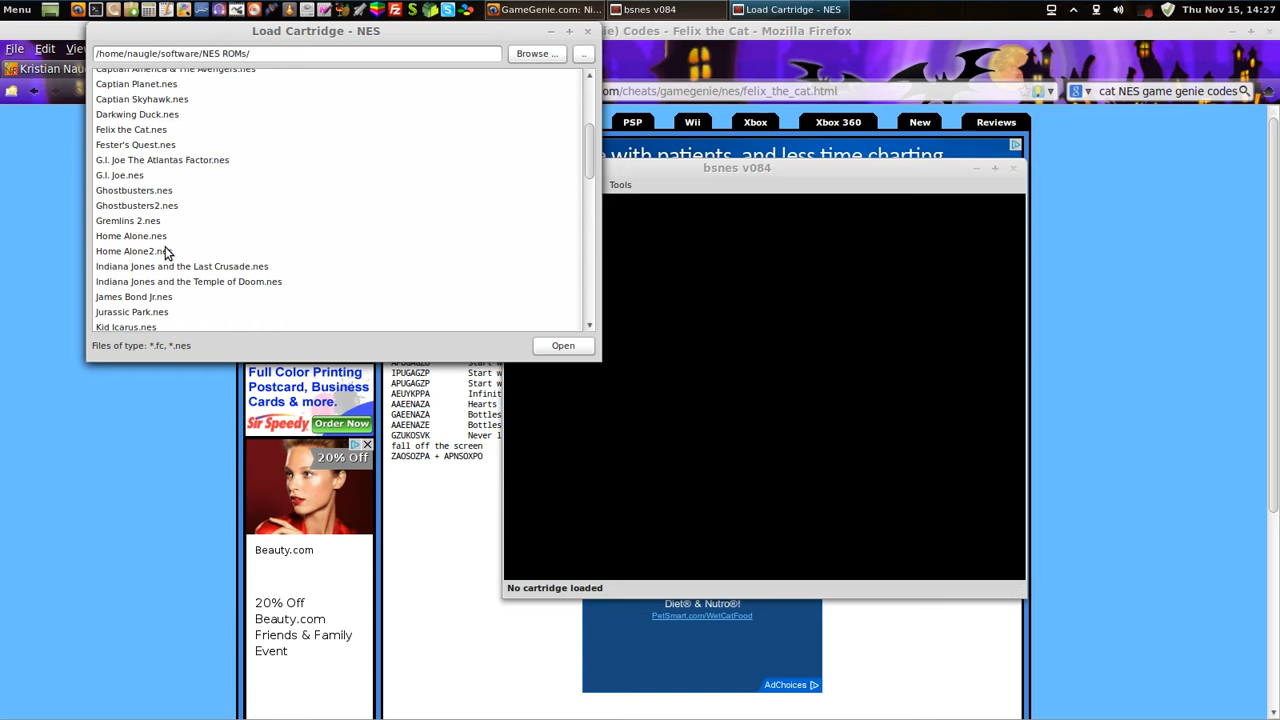 Menu
GameGenie.com: Ni...
bsnes v084
Load Cartridge - NES
Thu Nov 15, 14:27
Load Cartridge - NES
) Codes - Felix the Cat - Mozilla Firefox
File Edit
/home/naugle/software/NES ROMs/
Browse ...
..
Kristian Nau
Captian America & The Avengers.nes
Captian Planet.nes
Captian Skyhawk.nes
Darkwing Duck.nes
Felix the Cat.nes
Fester's Quest.nes
G.I. Joe The Atlantas Factor.nes
G.I. Joe.nes
Ghostbusters.nes
Ghostbusters2.nes
Gremlins 2.nes
Home Alone.nes
Home Alone2.nes
Indiana Jones and the Last Crusade.nes
Indiana Jones and the Temple of Doom.nes
James Bond Jr.nes
Jurassic Park.nes
Kid Icarus.nes
Files of type: *.fc, *.nes
Open
om/cheats/gamegenie/nes/felix_the_cat.html
cat NES game genie codes
PSP
Wii
Xbox
Xbox 360
New
Reviews
with patients, and less time charting
bsnes v084
Tools
No cartridge loaded
IPUGAGZP Start w
APUGAGZP Start w
AEUYKPPA Infinit
AAEENAZA Hearts
GAEENAZA Bottles
AAEENAZE Bottles
GZUKOSVK Never l
fall off the screen
ZAOSOZPA + APNSOXPO
Full Color Printing
Postcard, Business
Cards & more.
Sir Speedy
Order Now
20% Off
Beauty.com
20% Off
Beauty.com
Friends & Family
Event
Diet® & Nutro®!
PetSmart.com/WetCatFood
AdChoices